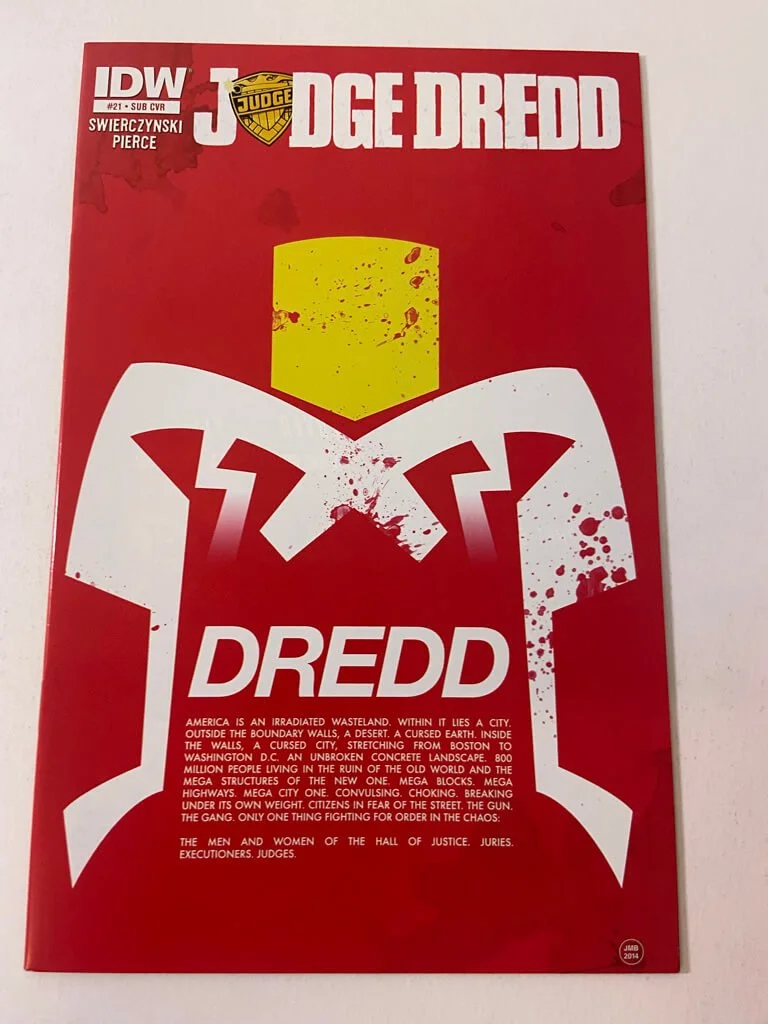 IDW
#21 • SUB CVR
SWIERCZYNSKI
PIERCE
JUDGE DREDD
JUDGE
DREDD
AMERICA IS AN IRRADIATED WASTELAND. WITHIN IT LIES A CITY.
OUTSIDE THE BOUNDARY WALLS, A DESERT. A CURSED EARTH. INSIDE
THE WALLS, A CURSED CITY, STRETCHING FROM BOSTON TO
WASHINGTON D.C. AN UNBROKEN CONCRETE LANDSCAPE. 800
MILLION PEOPLE LIVING IN THE RUIN OF THE OLD WORLD AND THE
MEGA STRUCTURES OF THE NEW ONE. MEGA BLOCKS. MEGA
HIGHWAYS. MEGA CITY ONE. CONVULSING. CHOKING. BREAKING
UNDER ITS OWN WEIGHT. CITIZENS IN FEAR OF THE STREET. THE GUN.
THE GANG. ONLY ONE THING FIGHTING FOR ORDER IN THE CHAOS:
THE MEN AND WOMEN OF THE HALL OF JUSTICE. JURIES.
EXECUTIONERS. JUDGES.
JMB
2014